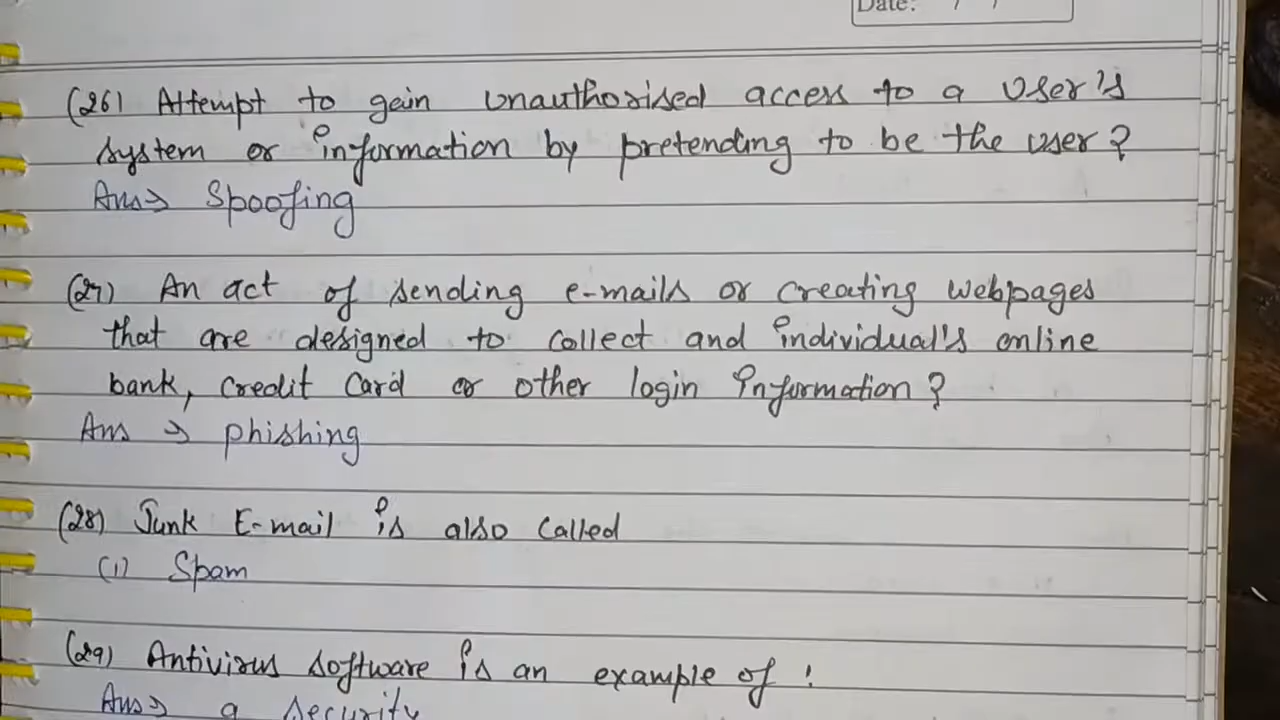 Date: / /
(26) Attempt to gain unauthorised access to a user's
system or information by pretending to be the user?
Ans→ Spoofing
(27) An act of sending e-mails or creating webpages
that are designed to collect and individual's online
bank, credit card or other login information?
Ans → phishing
(28) Junk E-mail is also called
(1) Spam
(29) Antivirus software is an example of :
Ans→ a security